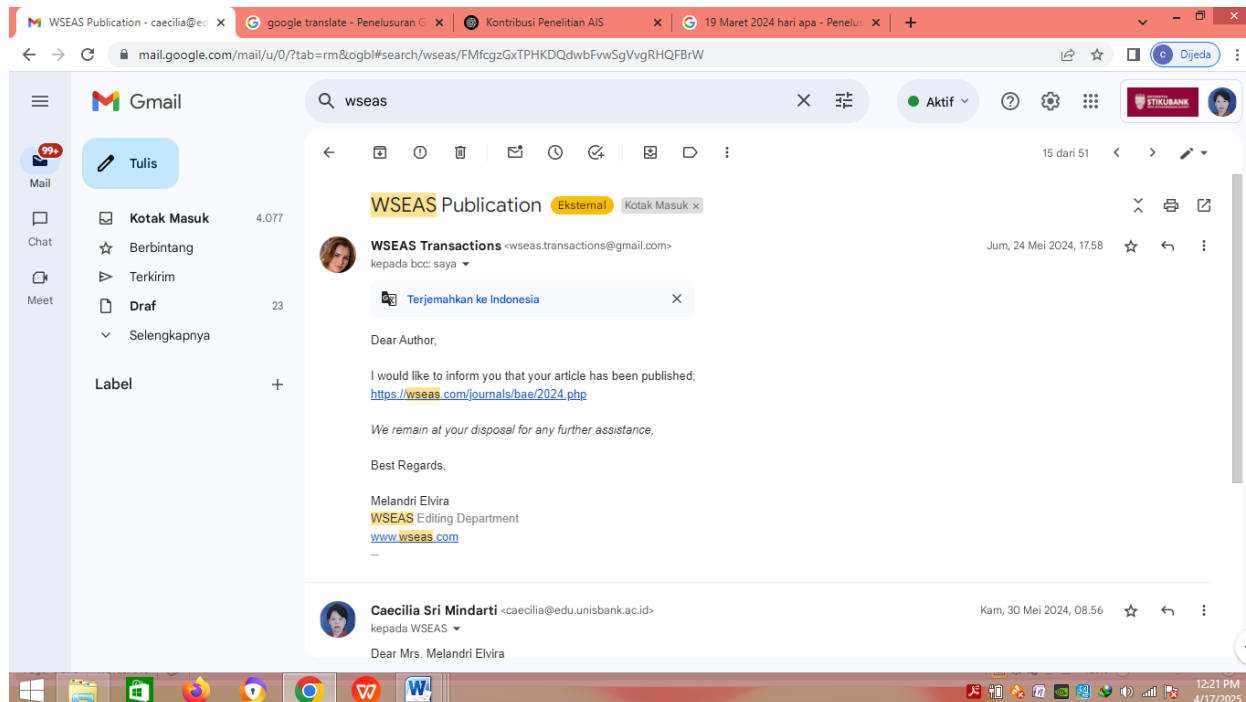 WSEAS Publication - caecilia@ed
google translate - Penelusuran G
Kontribusi Penelitian AIS
19 Maret 2024 hari apa - Penelus
mail.google.com/mail/u/0/?tab=rm&ogbl#search/wseas/FMfcgzGxTPHKDQdwbFvwSgVvgRHQFBrW
C Dijeda
Gmail
wseas
Aktif
STIKUBANK
99+
Mail
Chat
Meet
Tulis
Kotak Masuk 4.077
Berbintang
Terkirim
Draf 23
Selengkapnya
Label +
15 dari 51
WSEAS Publication Eksternal Kotak Masuk x
WSEAS Transactions <wseas.transactions@gmail.com> Jum, 24 Mei 2024, 17.58
kepada bcc: saya
Terjemahkan ke Indonesia
Dear Author,
I would like to inform you that your article has been published;
https://wseas.com/journals/bae/2024.php
We remain at your disposal for any further assistance,
Best Regards,
Melandri Elvira
WSEAS Editing Department
www.wseas.com
--
Caecilia Sri Mindarti <caecilia@edu.unisbank.ac.id> Kam, 30 Mei 2024, 08.56
kepada WSEAS
Dear Mrs. Melandri Elvira
12:21 PM
4/17/2025